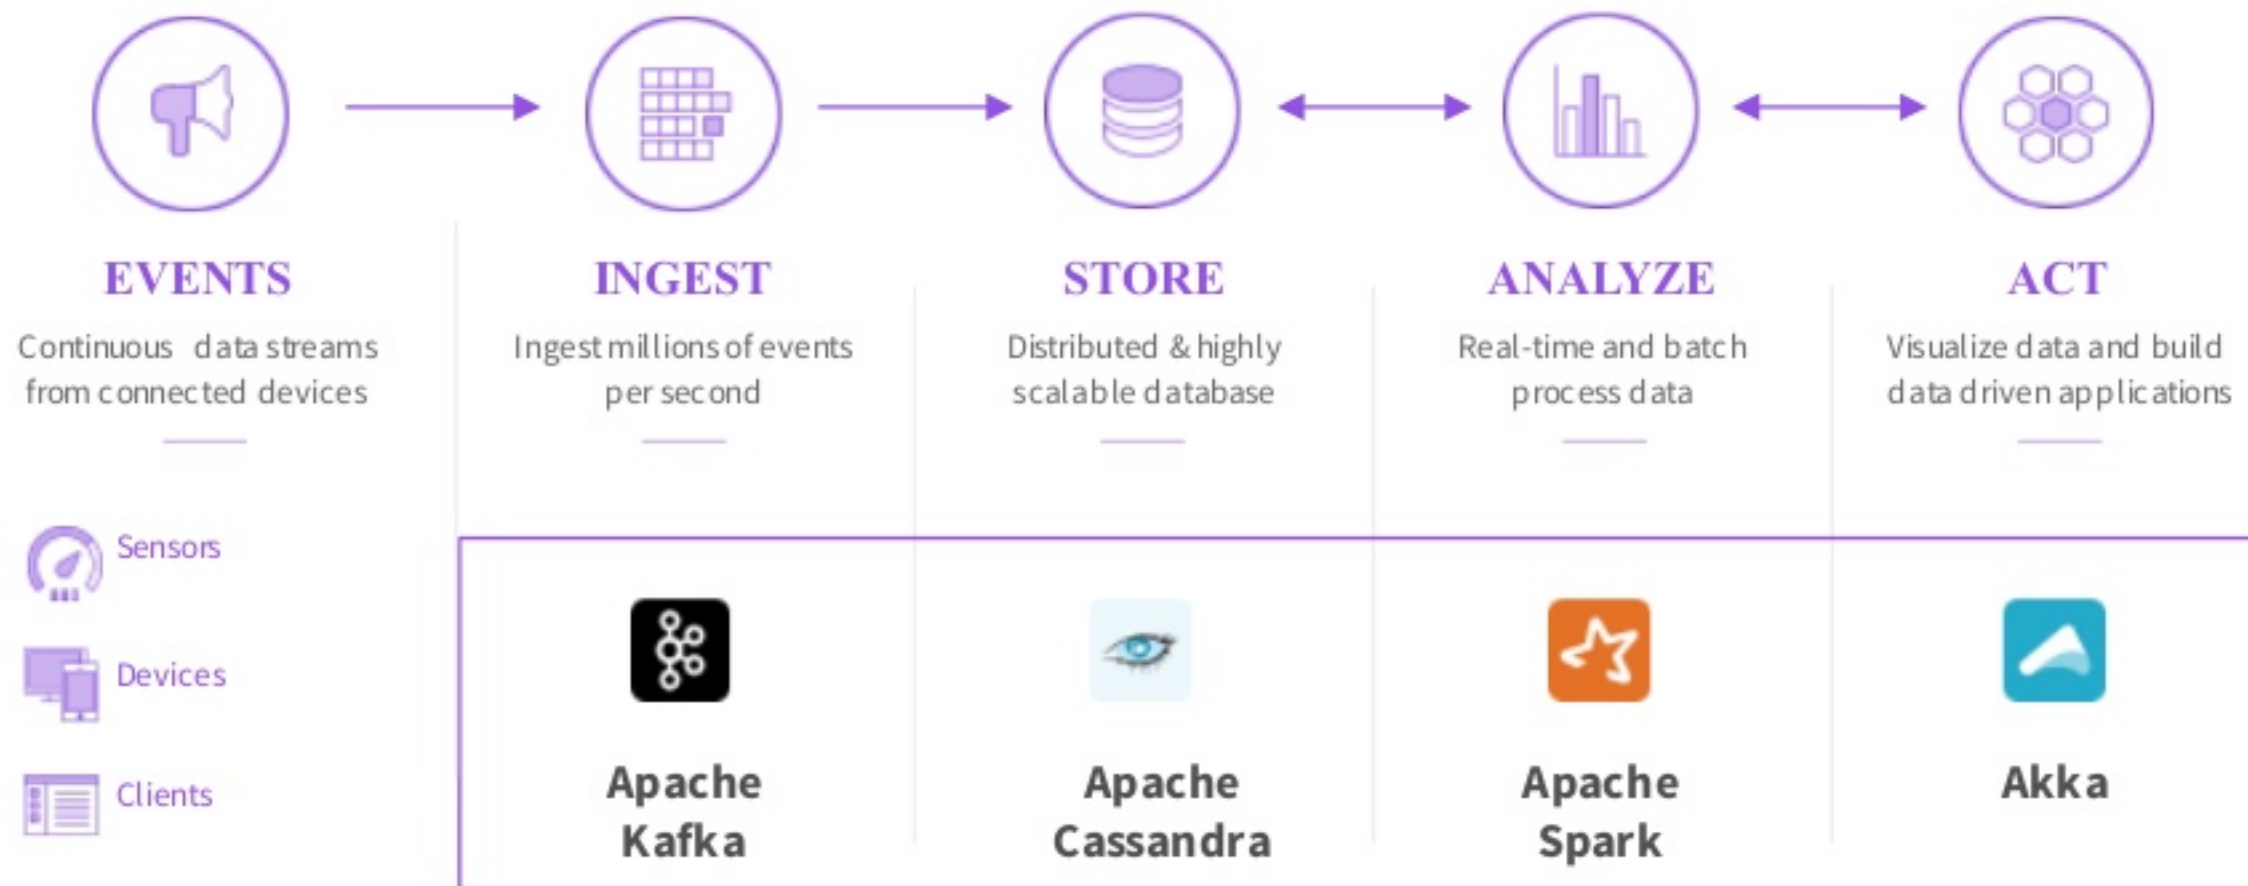 EVENTS
Continuous data streams
from connected devices
INGEST
Ingest millions of events
per second
STORE
Distributed & highly
scalable database
ANALYZE
Real-time and batch
process data
ACT
Visualize data and build
data driven applications
Sensors
Devices
Clients
Apache
Kafka
Apache
Cassandra
Apache
Spark
Akka